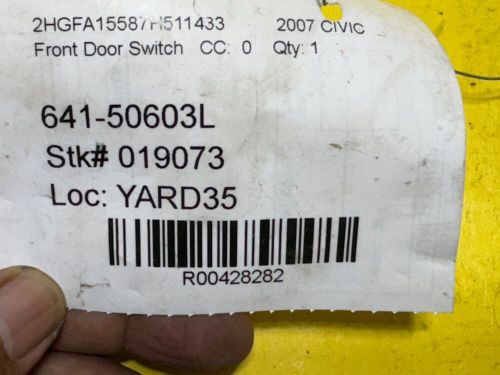 2HGFA15587H511433 2007 CIVIC
Front Door Switch CC: 0 Qty: 1
641-50603L
Stk# 019073
Loc: YARD35
R00428282